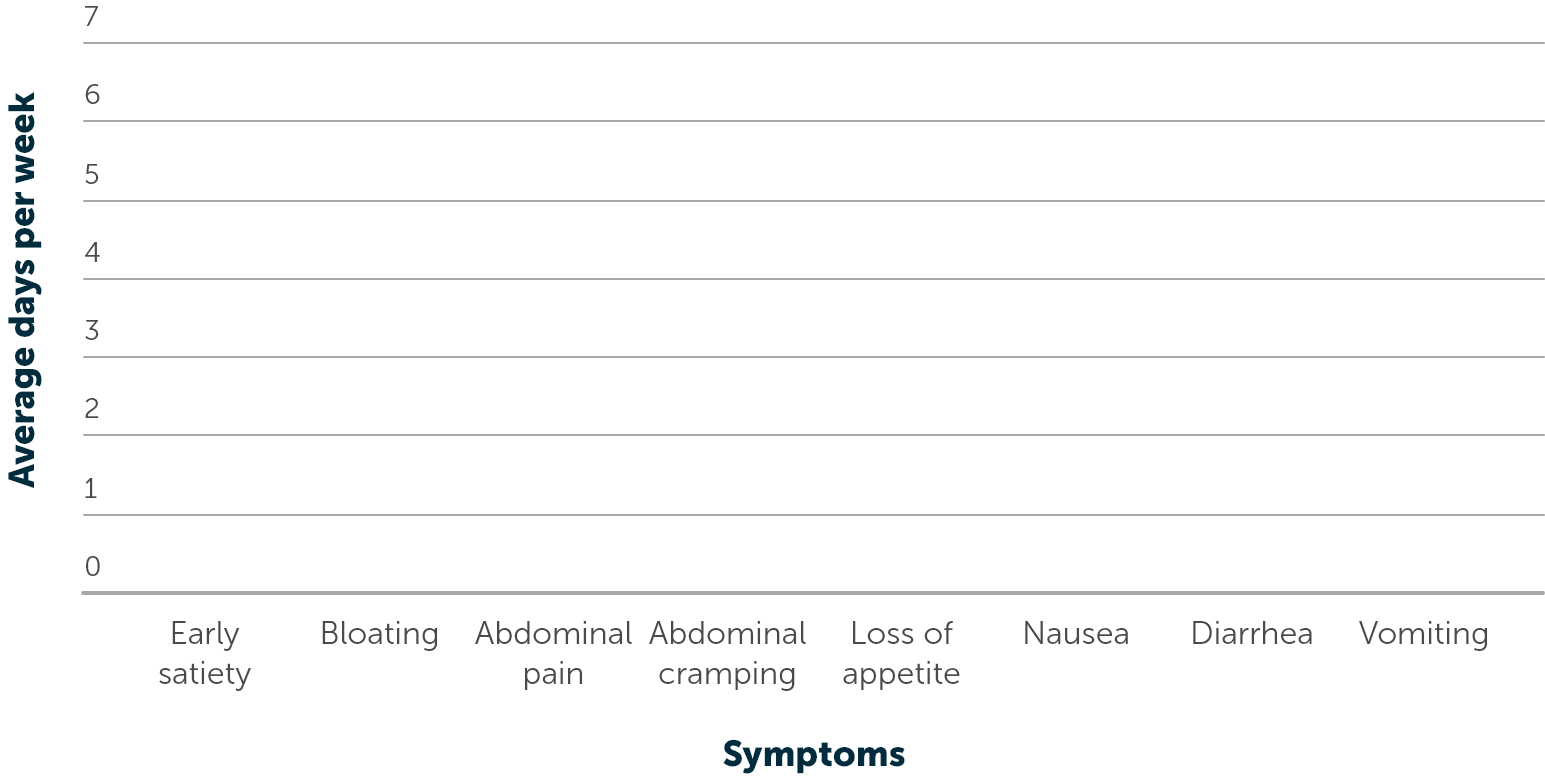 7
6
5
4
3
2
1
0
Average days per week
Early
satiety
Bloating
Abdominal
pain
Abdominal
cramping
Loss of
appetite
Nausea
Diarrhea
Vomiting
Symptoms